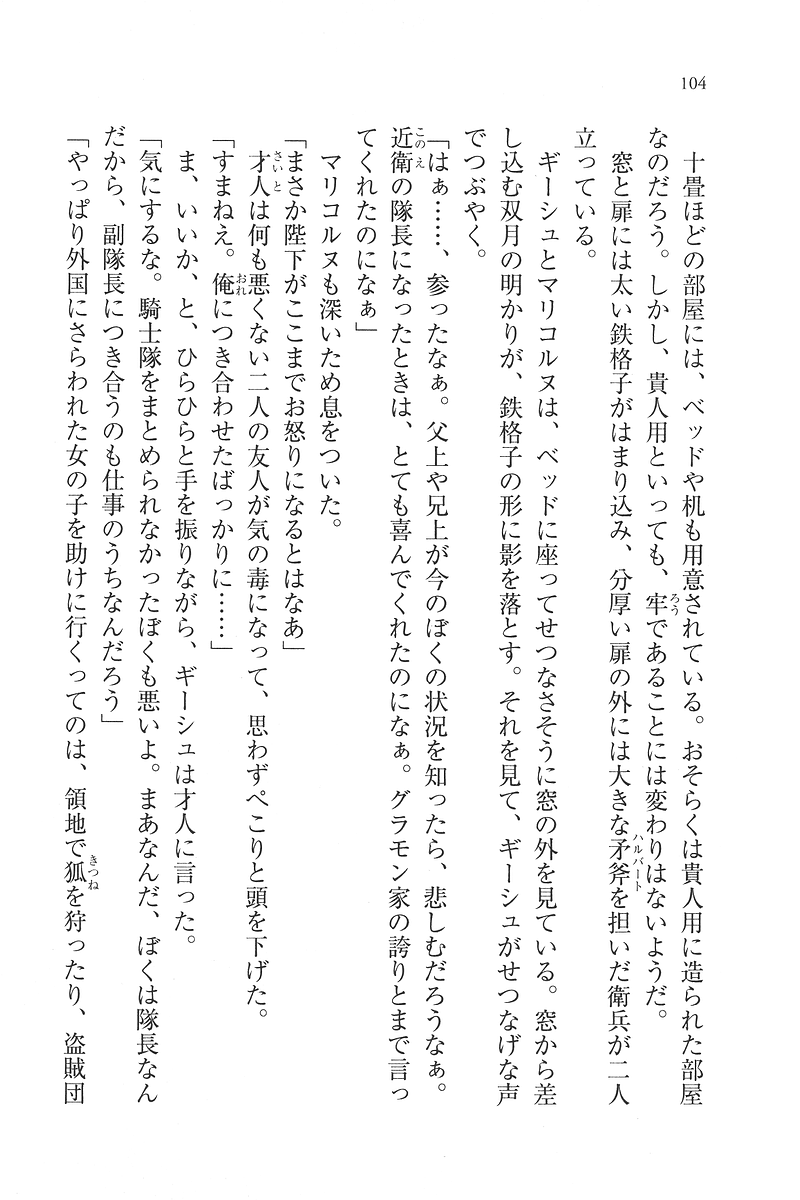 104
十畳ほどの部屋には、ベッドや机も用意されている。おそらくは貴人用に造られた部屋
なのだろう。しかし、貴人用といっても、牢であることには変わりはないようだ。
窓と扉には太い鉄格子がはまり込み、分厚い扉の外には大きな矛斧を担いだ衛兵が二人
立っている。
ギーシュとマリコルヌは、ベッドに座ってせつなさそうに窓の外を見ている。窓から差
し込む双月の明かりが、鉄格子の形に影を落とす。それを見て、ギーシュがせつなげな声
でつぶやく。
「はぁ……、参ったなぁ。父上や兄上が今のぼくの状況を知ったら、悲しむだろうなぁ。
近衛の隊長になったときは、とても喜んでくれたのになぁ。グラモン家の誇りとまで言っ
てくれたのになぁ」
マリコルヌも深いため息をついた。
「まさか陛下がここまでお怒りになるとはなあ」
才人は何も悪くない二人の友人が気の毒になって、思わずぺこりと頭を下げた。
「すまねえ。俺につき合わせたばっかりに……」
ま、いいか、と、ひらひらと手を振りながら、ギーシュは才人に言った。
「気にするな。騎士隊をまとめられなかったぼくも悪いよ。まあなんだ、ぼくは隊長なん
だから、副隊長につき合うのも仕事のうちなんだろう」
「やっぱり外国にさらわれた女の子を助けに行くってのは、領地で狐を狩ったり、盗賊団